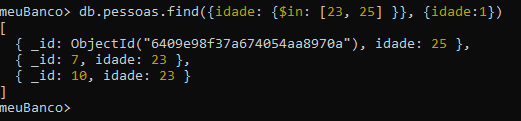 meuBanco> db.pessoas.find({idade: {$in: [23, 25] }}, {idade:1})
[
  { _id: ObjectId("6409e98f37a674054aa8970a"), idade: 25 },
  { _id: 7, idade: 23 },
  { _id: 10, idade: 23 }
]
meuBanco>